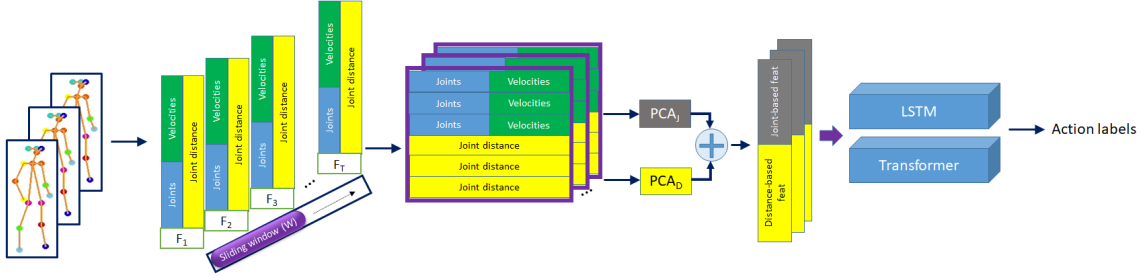 Velocities
Joints
Joint distance
F1
Velocities
Joints
Joint distance
F2
Velocities
Joints
Joint distance
F3
...
Velocities
Joints
Joint distance
FT
Sliding window (W)
Joints Velocities
Joints Velocities
Joints Velocities
Joint distance
Joint distance
Joint distance
...
PCAJ
PCAD
Joint-based feat
Distance-based
feat
LSTM
Transformer
Action labels